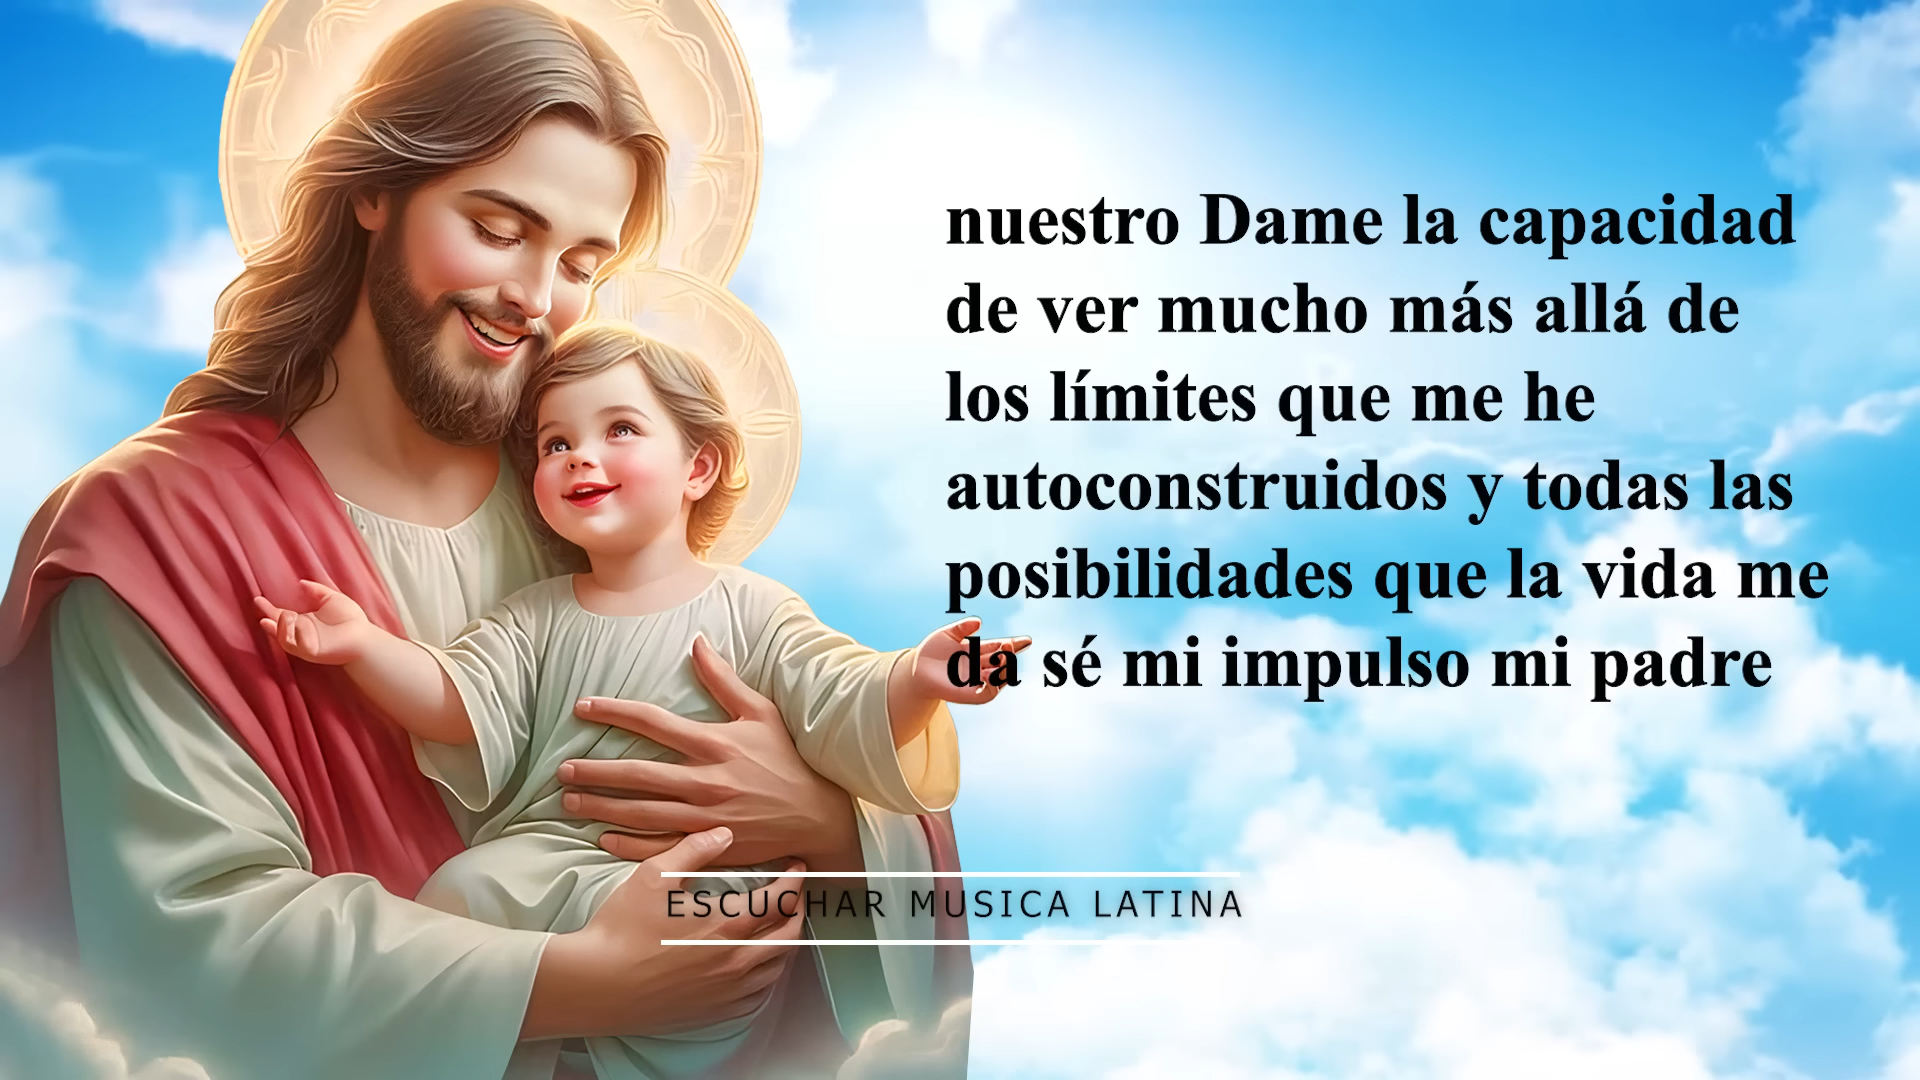 nuestro Dame la capacidad
de ver mucho más allá de
los límites que me he
autoconstruidos y todas las
posibilidades que la vida me
da sé mi impulso mi padre
ESCUCHAR MUSICA LATINA